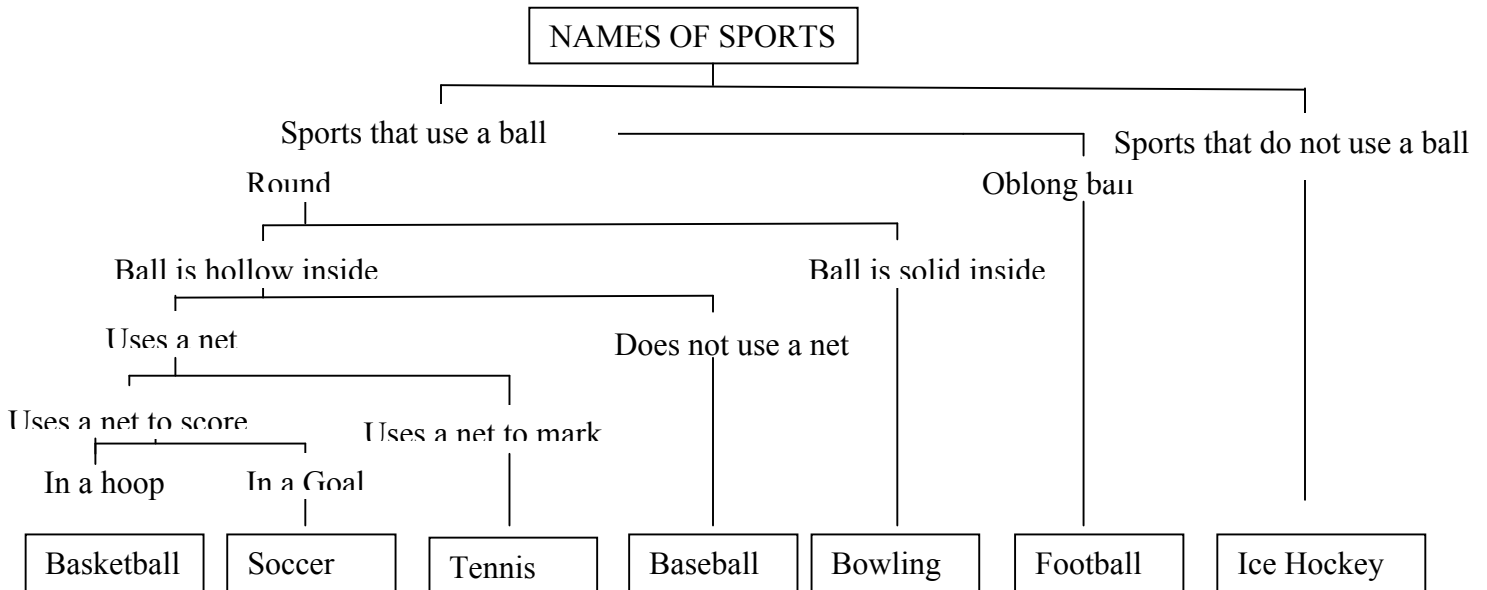 NAMES OF SPORTS
Sports that use a ball
Sports that do not use a ball
Round
Oblong ball
Ball is hollow inside
Ball is solid inside
Uses a net
Does not use a net
Uses a net to score
Uses a net to mark
In a hoop
In a Goal
Basketball
Soccer
Tennis
Baseball
Bowling
Football
Ice Hockey